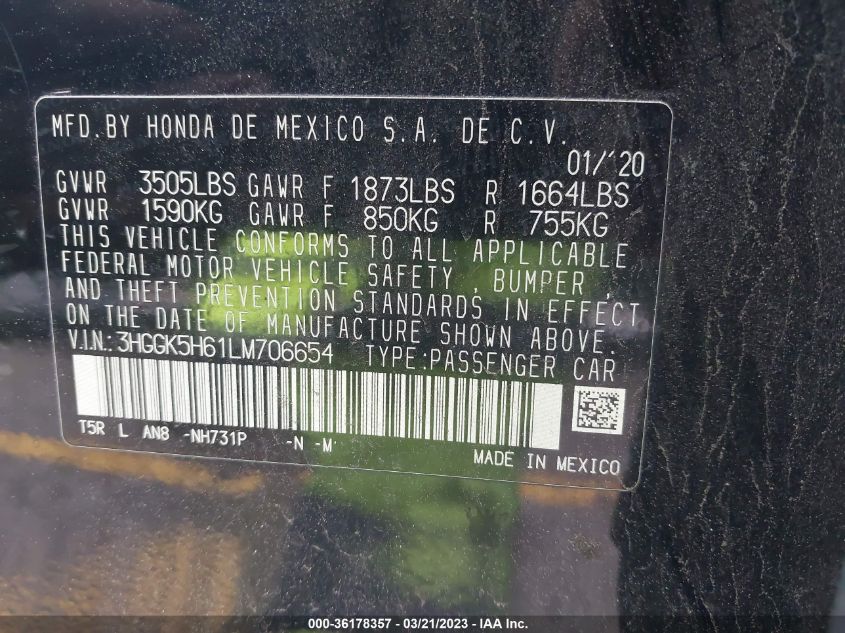 MFD.BY HONDA DE MEXICO S.A. DE C.V.
01/'20
GVWR 3505LBS GAWR F 1873LBS R 1664LBS
GVWR 1590KG GAWR F 850KG R 755KG
THIS VEHICLE CONFORMS TO ALL APPLICABLE
FEDERAL MOTOR VEHICLE SAFETY , BUMPER ,
AND THEFT PREVENTION STANDARDS IN EFFECT
ON THE DATE OF MANUFACTURE SHOWN ABOVE.
V.I.N.: 3HGGK5H61LM706654 TYPE:PASSENGER CAR
T5R L AN8 -NH731P -N -M
MADE IN MEXICO
000-36178357 - 03/21/2023 - IAA Inc.